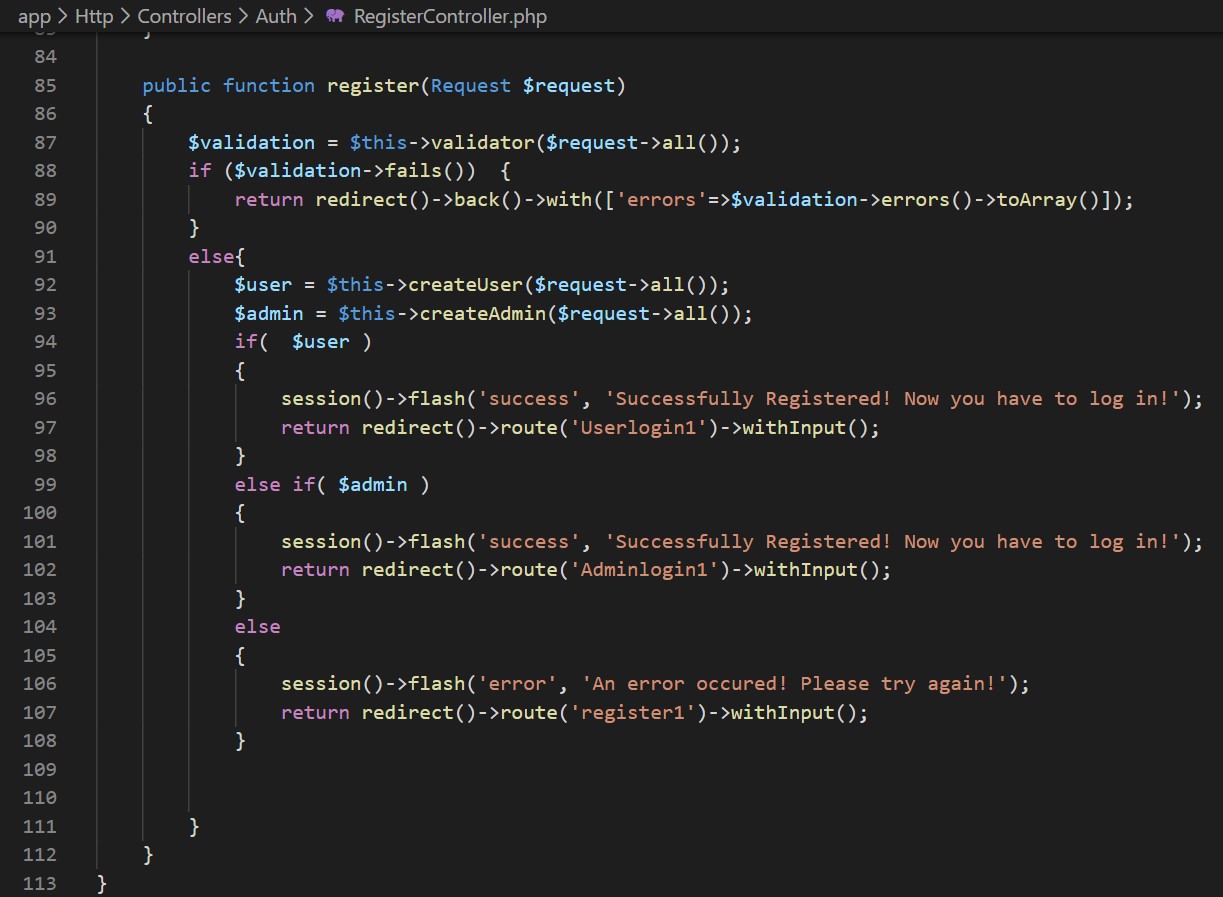 app > Http > Controllers > Auth > RegisterController.php
83 }
84
85 public function register(Request $request)
86 {
87 $validation = $this->validator($request->all());
88 if ($validation->fails())  {
89 return redirect()->back()->with(['errors'=>$validation->errors()->toArray()]);
90 }
91 else{
92 $user = $this->createUser($request->all());
93 $admin = $this->createAdmin($request->all());
94 if(  $user )
95 {
96 session()->flash('success', 'Successfully Registered! Now you have to log in!');
97 return redirect()->route('Userlogin1')->withInput();
98 }
99 else if( $admin )
100 {
101 session()->flash('success', 'Successfully Registered! Now you have to log in!');
102 return redirect()->route('Adminlogin1')->withInput();
103 }
104 else
105 {
106 session()->flash('error', 'An error occured! Please try again!');
107 return redirect()->route('register1')->withInput();
108 }
109
110
111 }
112 }
113 }